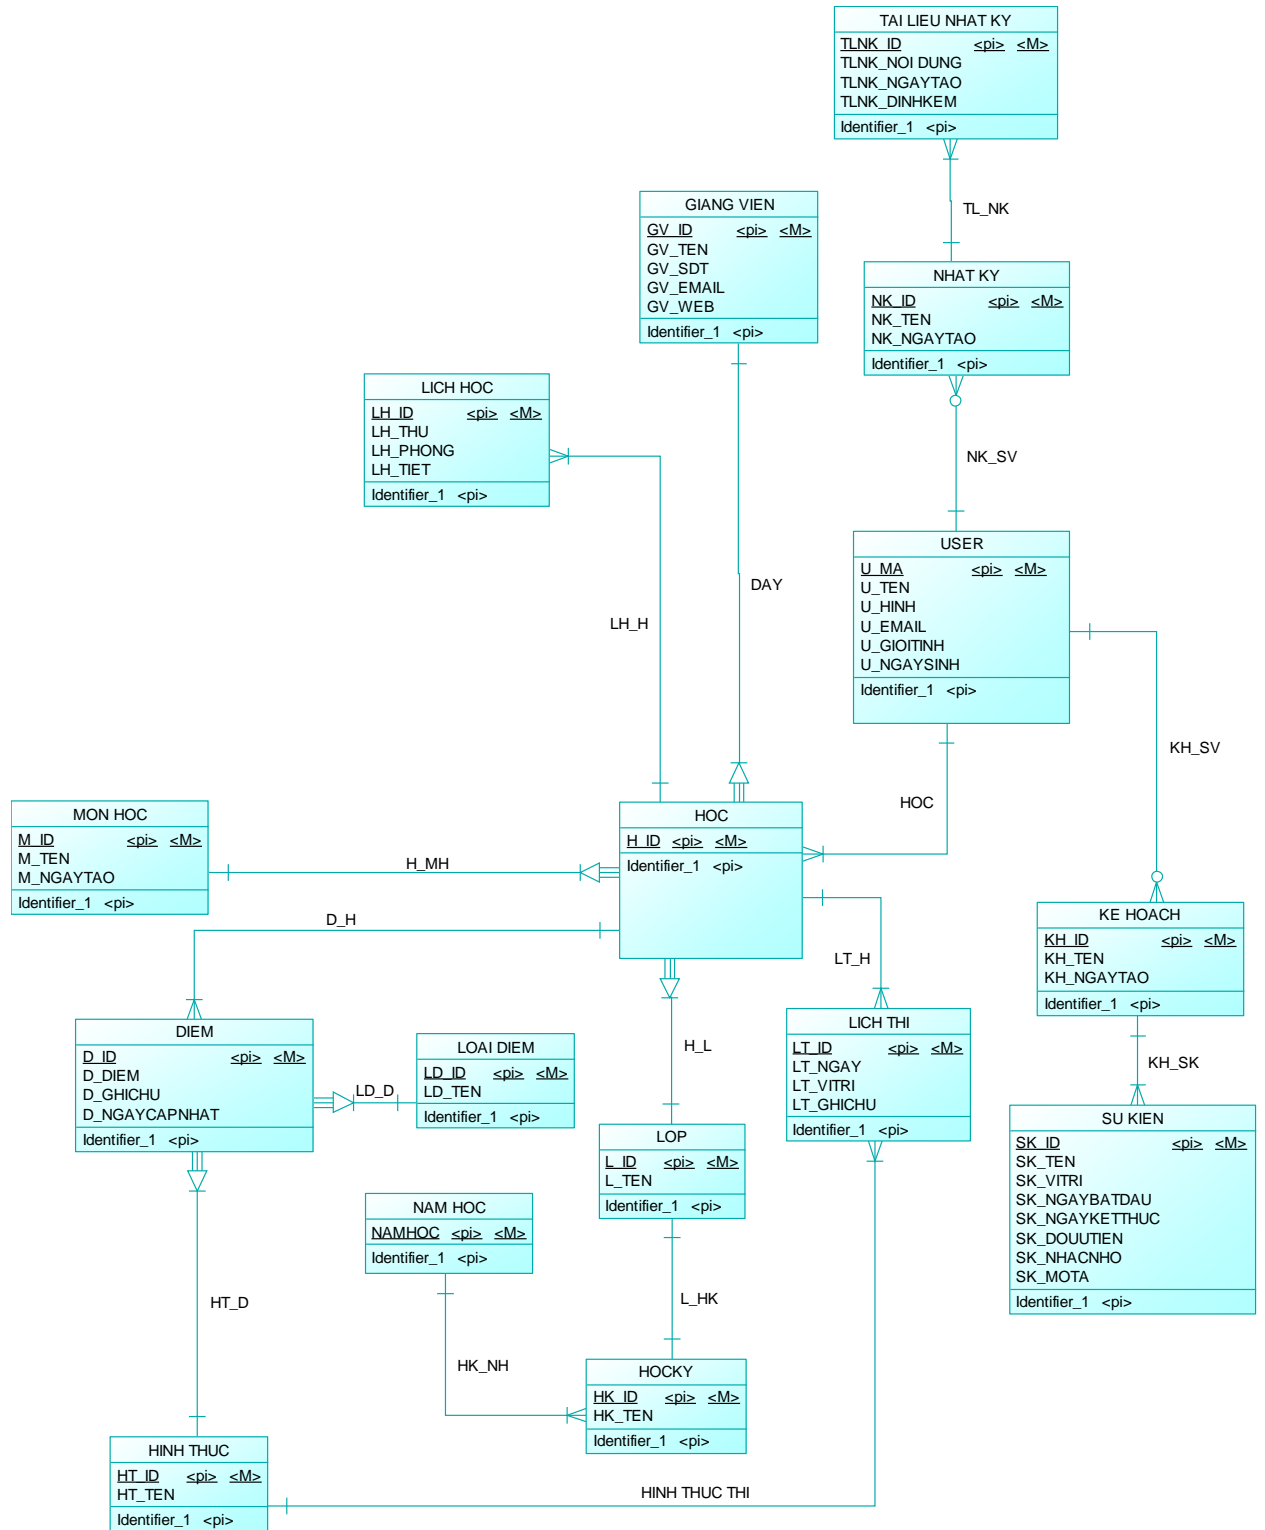 TAI LIEU NHAT KY
TLNK_ID <pi> <M>
TLNK_NOI DUNG
TLNK_NGAYTAO
TLNK_DINHKEM
Identifier_1 <pi>
TL_NK
GIANG VIEN
GV_ID <pi> <M>
GV_TEN
GV_SDT
GV_EMAIL
GV_WEB
Identifier_1 <pi>
NHAT KY
NK_ID <pi> <M>
NK_TEN
NK_NGAYTAO
Identifier_1 <pi>
LICH HOC
LH_ID <pi> <M>
LH_THU
LH_PHONG
LH_TIET
Identifier_1 <pi>
NK_SV
USER
U_MA <pi> <M>
U_TEN
U_HINH
U_EMAIL
U_GIOITINH
U_NGAYSINH
Identifier_1 <pi>
DAY
LH_H
KH_SV
HOC
MON HOC
M_ID <pi> <M>
M_TEN
M_NGAYTAO
Identifier_1 <pi>
H_MH
HOC
H_ID <pi> <M>
Identifier_1 <pi>
D_H
LT_H
KE HOACH
KH_ID <pi> <M>
KH_TEN
KH_NGAYTAO
Identifier_1 <pi>
DIEM
D_ID <pi> <M>
D_DIEM
D_GHICHU
D_NGAYCAPNHAT
Identifier_1 <pi>
LD_D
LOAI DIEM
LD_ID <pi> <M>
LD_TEN
Identifier_1 <pi>
H_L
LICH THI
LT_ID <pi> <M>
LT_NGAY
LT_VITRI
LT_GHICHU
Identifier_1 <pi>
KH_SK
LOP
L_ID <pi> <M>
L_TEN
Identifier_1 <pi>
SU KIEN
SK_ID <pi> <M>
SK_TEN
SK_VITRI
SK_NGAYBATDAU
SK_NGAYKETTHUC
SK_DOUUTIEN
SK_NHACNHO
SK_MOTA
Identifier_1 <pi>
NAM HOC
NAMHOC <pi> <M>
Identifier_1 <pi>
HT_D
L_HK
HK_NH
HOCKY
HK_ID <pi> <M>
HK_TEN
Identifier_1 <pi>
HINH THUC
HT_ID <pi> <M>
HT_TEN
Identifier_1 <pi>
HINH THUC THI